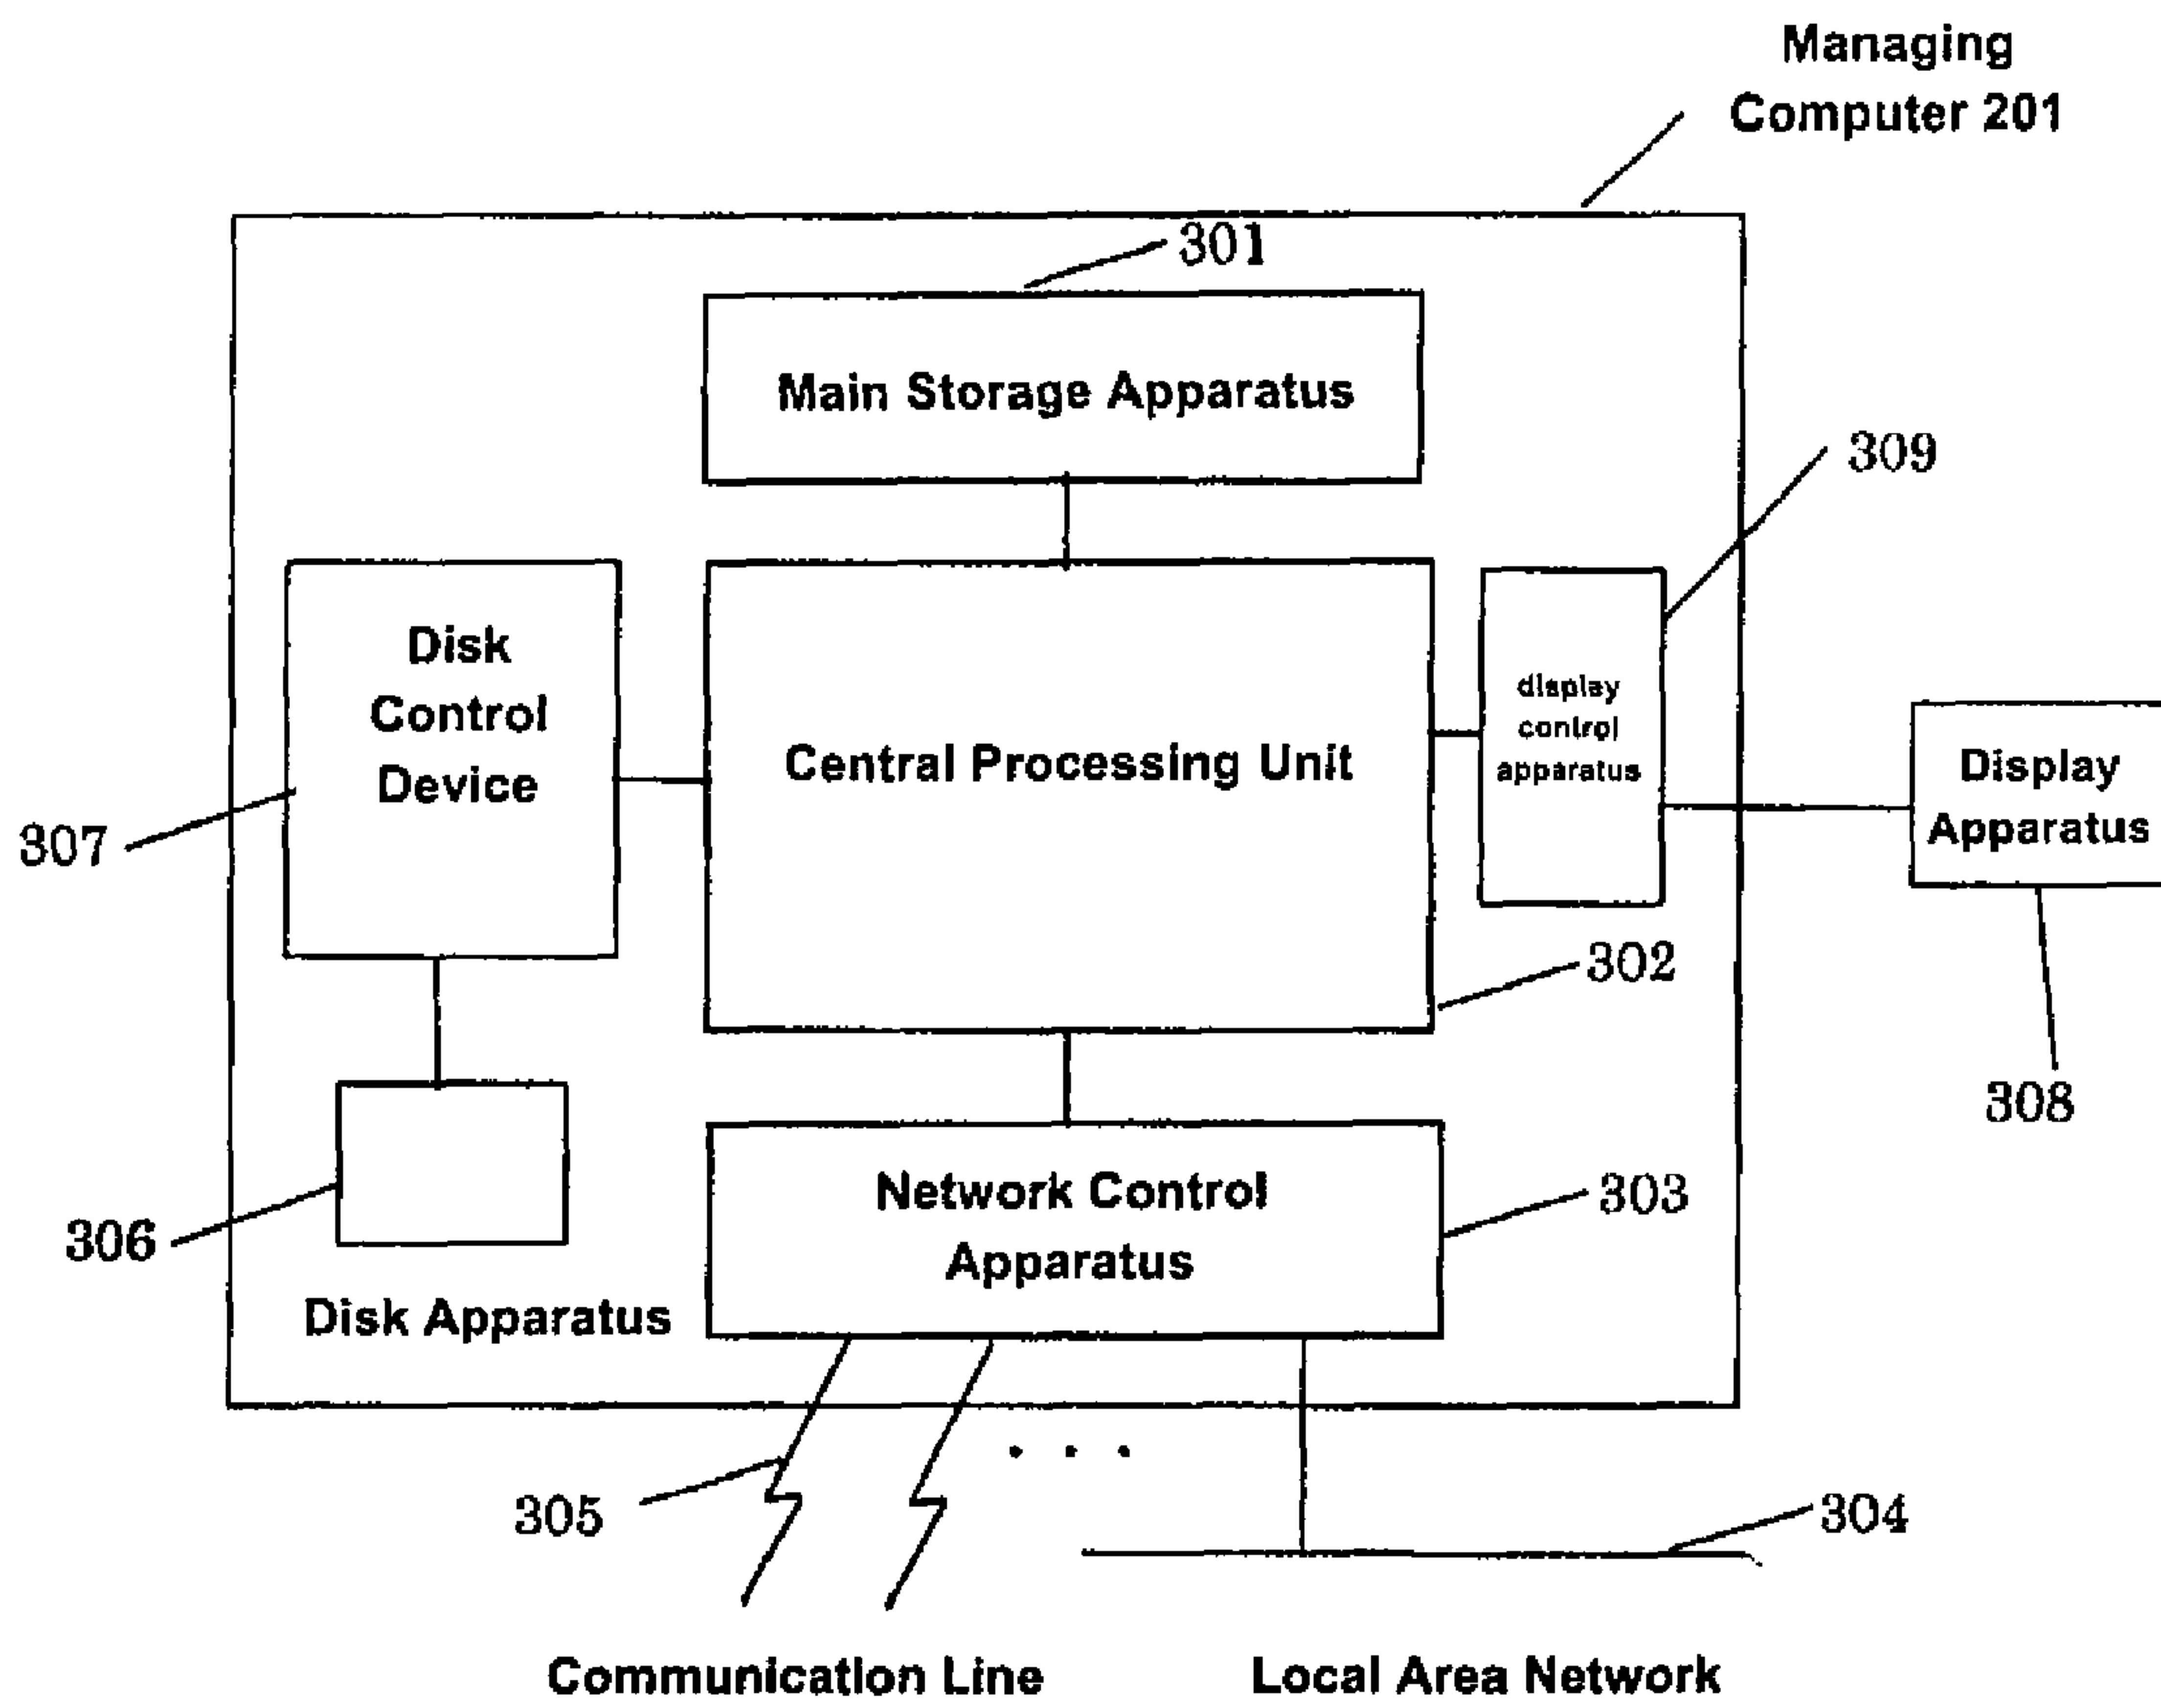 Managing
Computer 201
301
Main Storage Apparatus
309
Disk
Control
Device
Central Processing Unit
display
control
apparatus
Display
Apparatus
307
302
308
Network Control
Apparatus
303
306
Disk Apparatus
305
. . .
304
Communication Line
Local Area Network